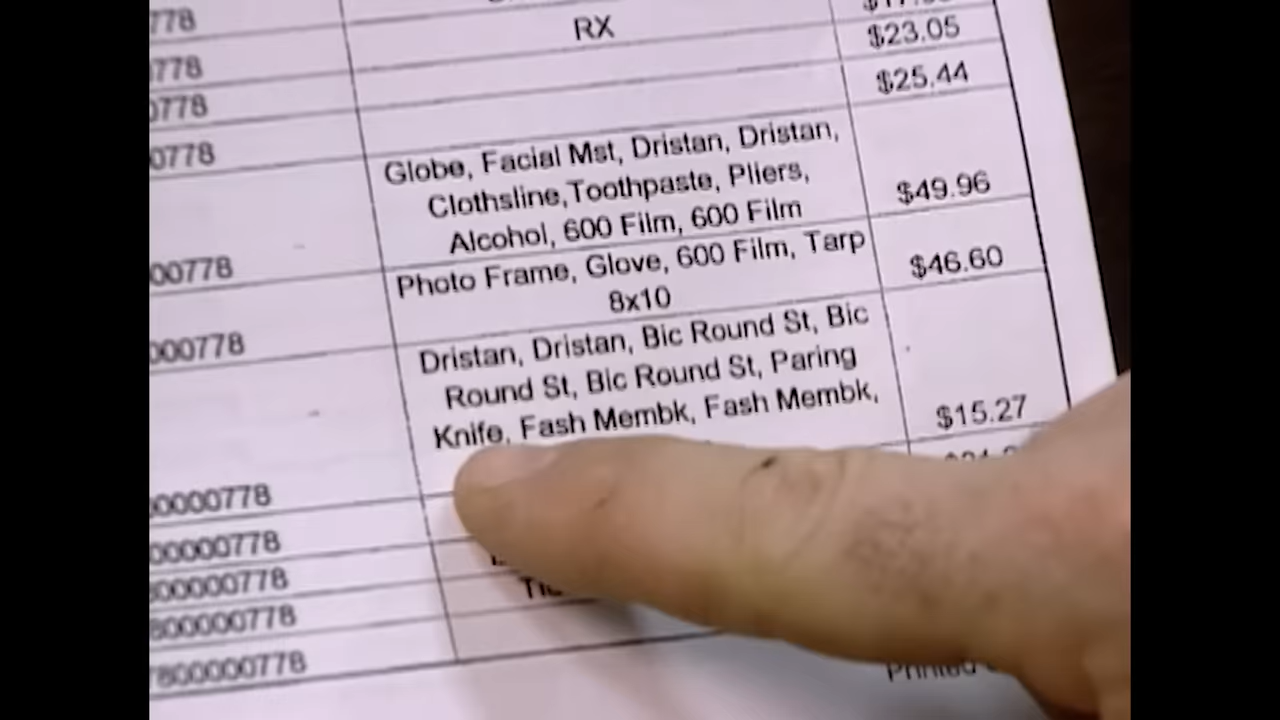 778
RX
778
$23.05
0778
$25.44
0778
Globe, Facial Mst, Dristan, Dristan,
Clothsline,Toothpaste, Pliers,
Alcohol, 600 Film, 600 Film
$49.96
00778
Photo Frame, Glove, 600 Film, Tarp
8x10
$46.60
000778
Dristan, Dristan, Bic Round St, Bic
Round St, Bic Round St, Paring
Knife, Fash Membk, Fash Membk,
$15.27
00000778
00000778
800000778
800000778
7800000778
Printed